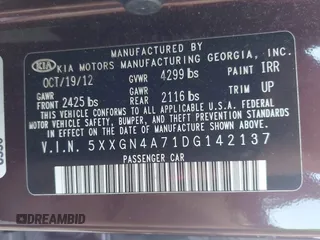 KIA KIA MOTORS MANUFACTURING GEORGIA, INC.
OCT/19/12 GVWR 4299 lbs PAINT IRR
GAWR FRONT 2425 lbs GAWR REAR 2116 lbs TRIM UP
THIS VEHICLE CONFORMS TO ALL APPLICABLE FEDERAL MOTOR
VEHICLE SAFETY, BUMPER, AND THEFT PREVENTION STANDARDS IN
EFFECT ON THE DATE OF MANUFACTURE SHOWN ABOVE.
V.I.N. 5XXGN4A71DG142137
PASSENGER CAR
DREAMBID